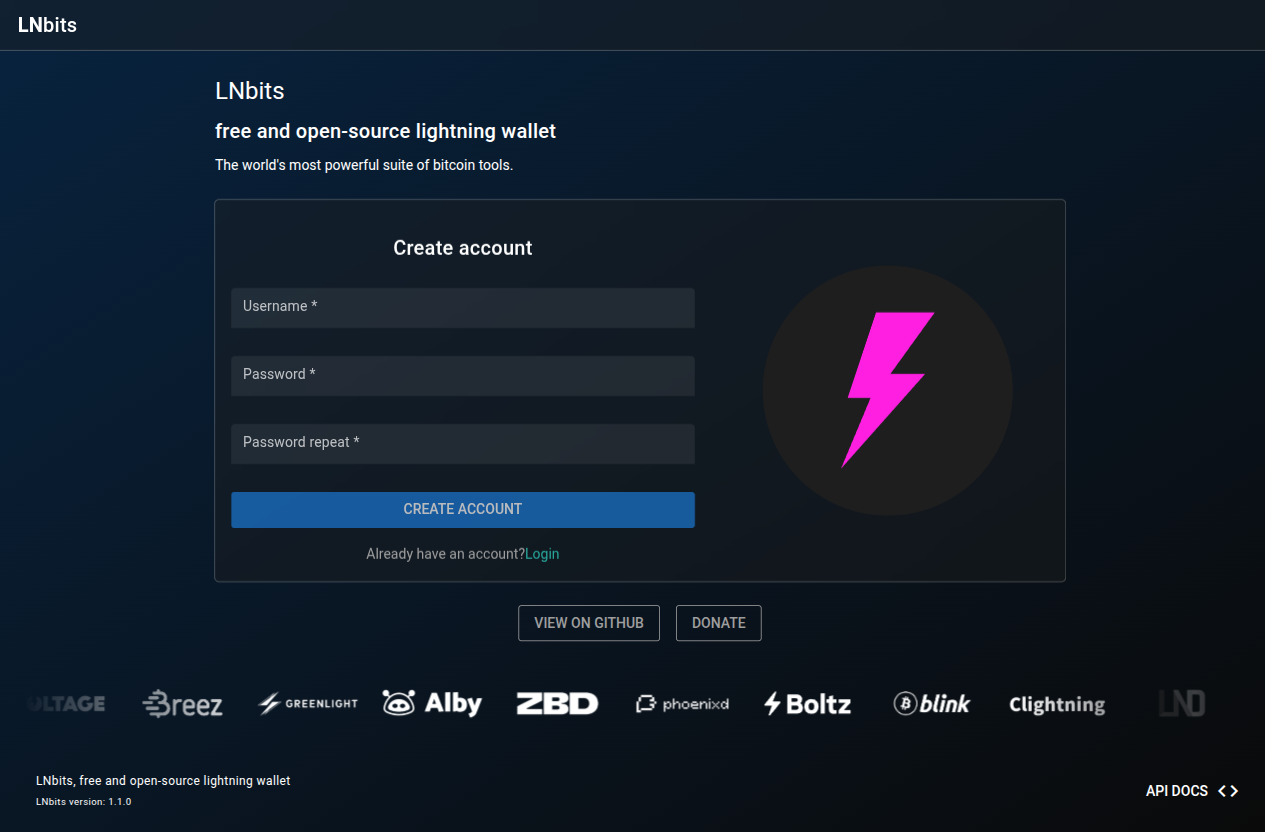 LNbits
LNbits
free and open-source lightning wallet
The world's most powerful suite of bitcoin tools.
Create account
Username *
Password *
Password repeat *
CREATE ACCOUNT
Already have an account?Login
VIEW ON GITHUB
DONATE
OLTAGE
Breez
GREENLIGHT
Alby
ZBD
phoenixd
Boltz
blink
Clightning
LND
LNbits, free and open-source lightning wallet
LNbits version: 1.1.0
API DOCS